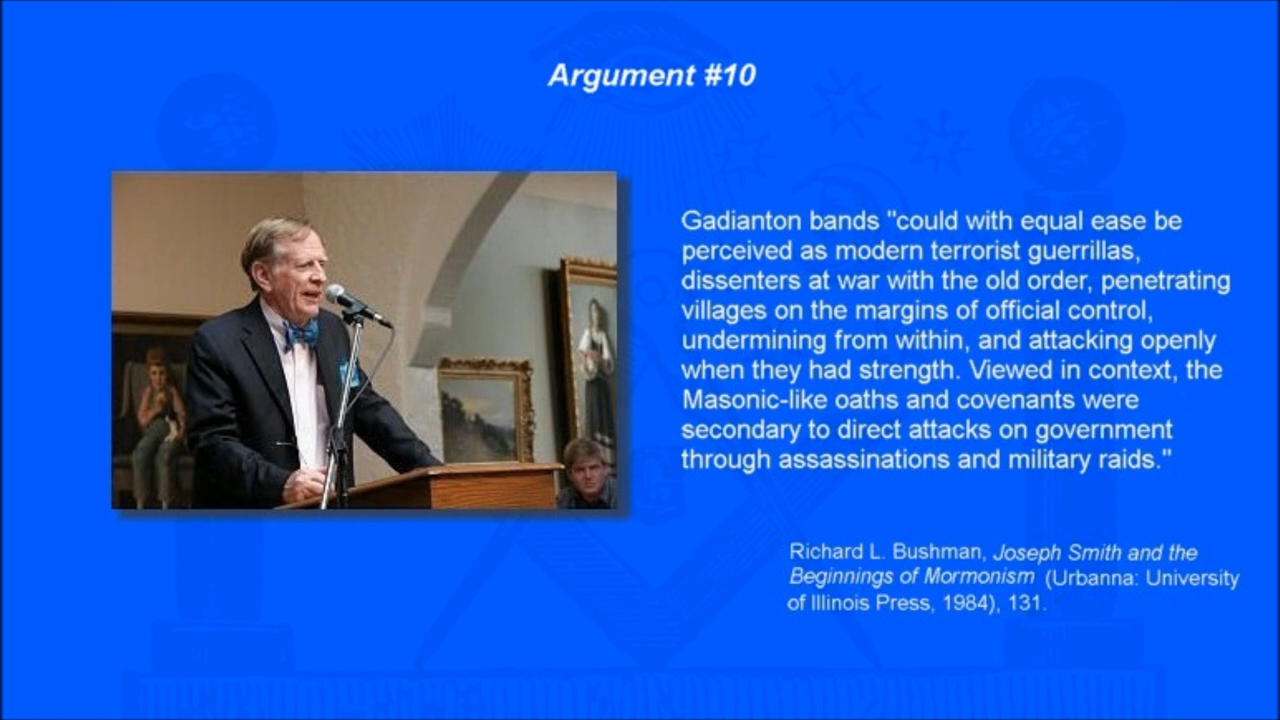 Argument #10
Gadianton bands "could with equal ease be
perceived as modern terrorist guerrillas,
dissenters at war with the old order, penetrating
villages on the margins of official control,
undermining from within, and attacking openly
when they had strength. Viewed in context, the
Masonic-like oaths and covenants were
secondary to direct attacks on government
through assassinations and military raids."
Richard L. Bushman, Joseph Smith and the
Beginnings of Mormonism (Urbanna: University
of Illinois Press, 1984), 131.